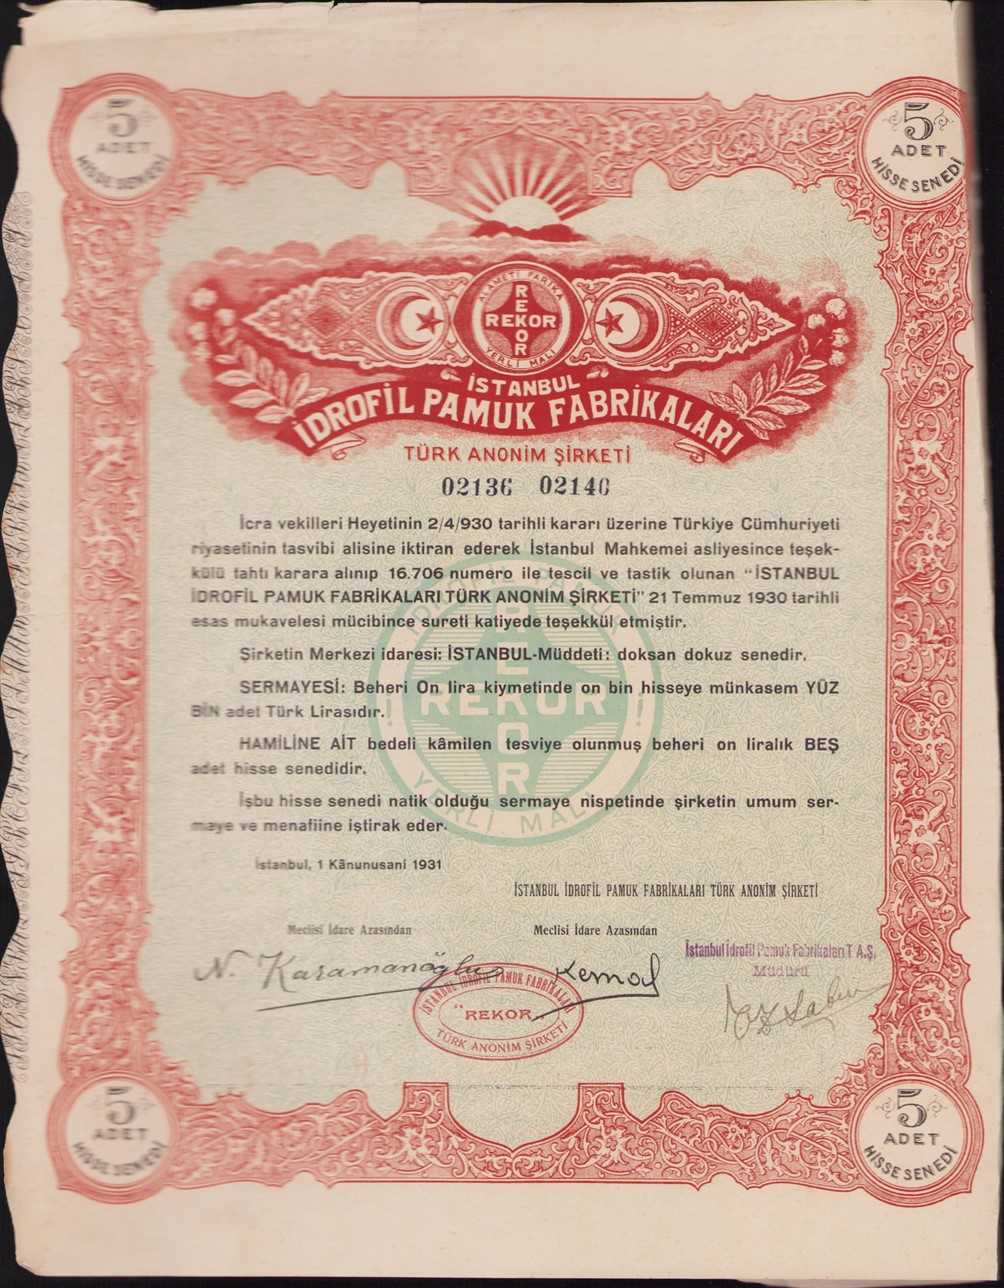 5
ADET
HİSSE SENEDİ
5
ADET
HİSSE SENEDİ
ALAMETİ FARİKA
REKOR
REKOR
YERLİ MALI
İSTANBUL
İDROFİL PAMUK FABRİKALARI
TÜRK ANONİM ŞİRKETİ
02136 02140
İcra vekilleri Heyetinin 2/4/930 tarihli kararı üzerine Türkiye Cümhuriyeti
riyasetinin tasvibi alisine iktiran ederek İstanbul Mahkemei asliyesince teşek-
külü tahtı karara alınıp 16.706 numero ile tescil ve tastik olunan "İSTANBUL
İDROFİL PAMUK FABRİKALARI TÜRK ANONİM ŞİRKETİ" 21 Temmuz 1930 tarihli
esas mukavelesi mücibince sureti katiyede teşekkül etmiştir.
Şirketin Merkezi idaresi: İSTANBUL-Müddeti: doksan dokuz senedir.
SERMAYESİ: Beheri On lira kiymetinde on bin hisseye münkasem YÜZ
BİN adet Türk Lirasıdır.
HAMİLİNE AİT bedeli kâmilen tesviye olunmuş beheri on liralık BEŞ
adet hisse senedidir.
İşbu hisse senedi natik olduğu sermaye nispetinde şirketin umum ser-
maye ve menafiine iştirak eder.
REKOR
REKOR
YERLİ MALI
İstanbul, 1 Kânunusani 1931
İSTANBUL İDROFİL PAMUK FABRİKALARI TÜRK ANONİM ŞİRKETİ
Meclisi İdare Azasından
Meclisi İdare Azasından
İstanbul İdrofil Pamuk Fabrikaları T.A.Ş.
Müdürü
N. Karamanoğlu
Kemal
İSTANBUL İDROFİL PAMUK FABRİKALARI
"REKOR"
TÜRK ANONİM ŞİRKETİ
5
ADET
HİSSE SENEDİ
5
ADET
HİSSE SENEDİ